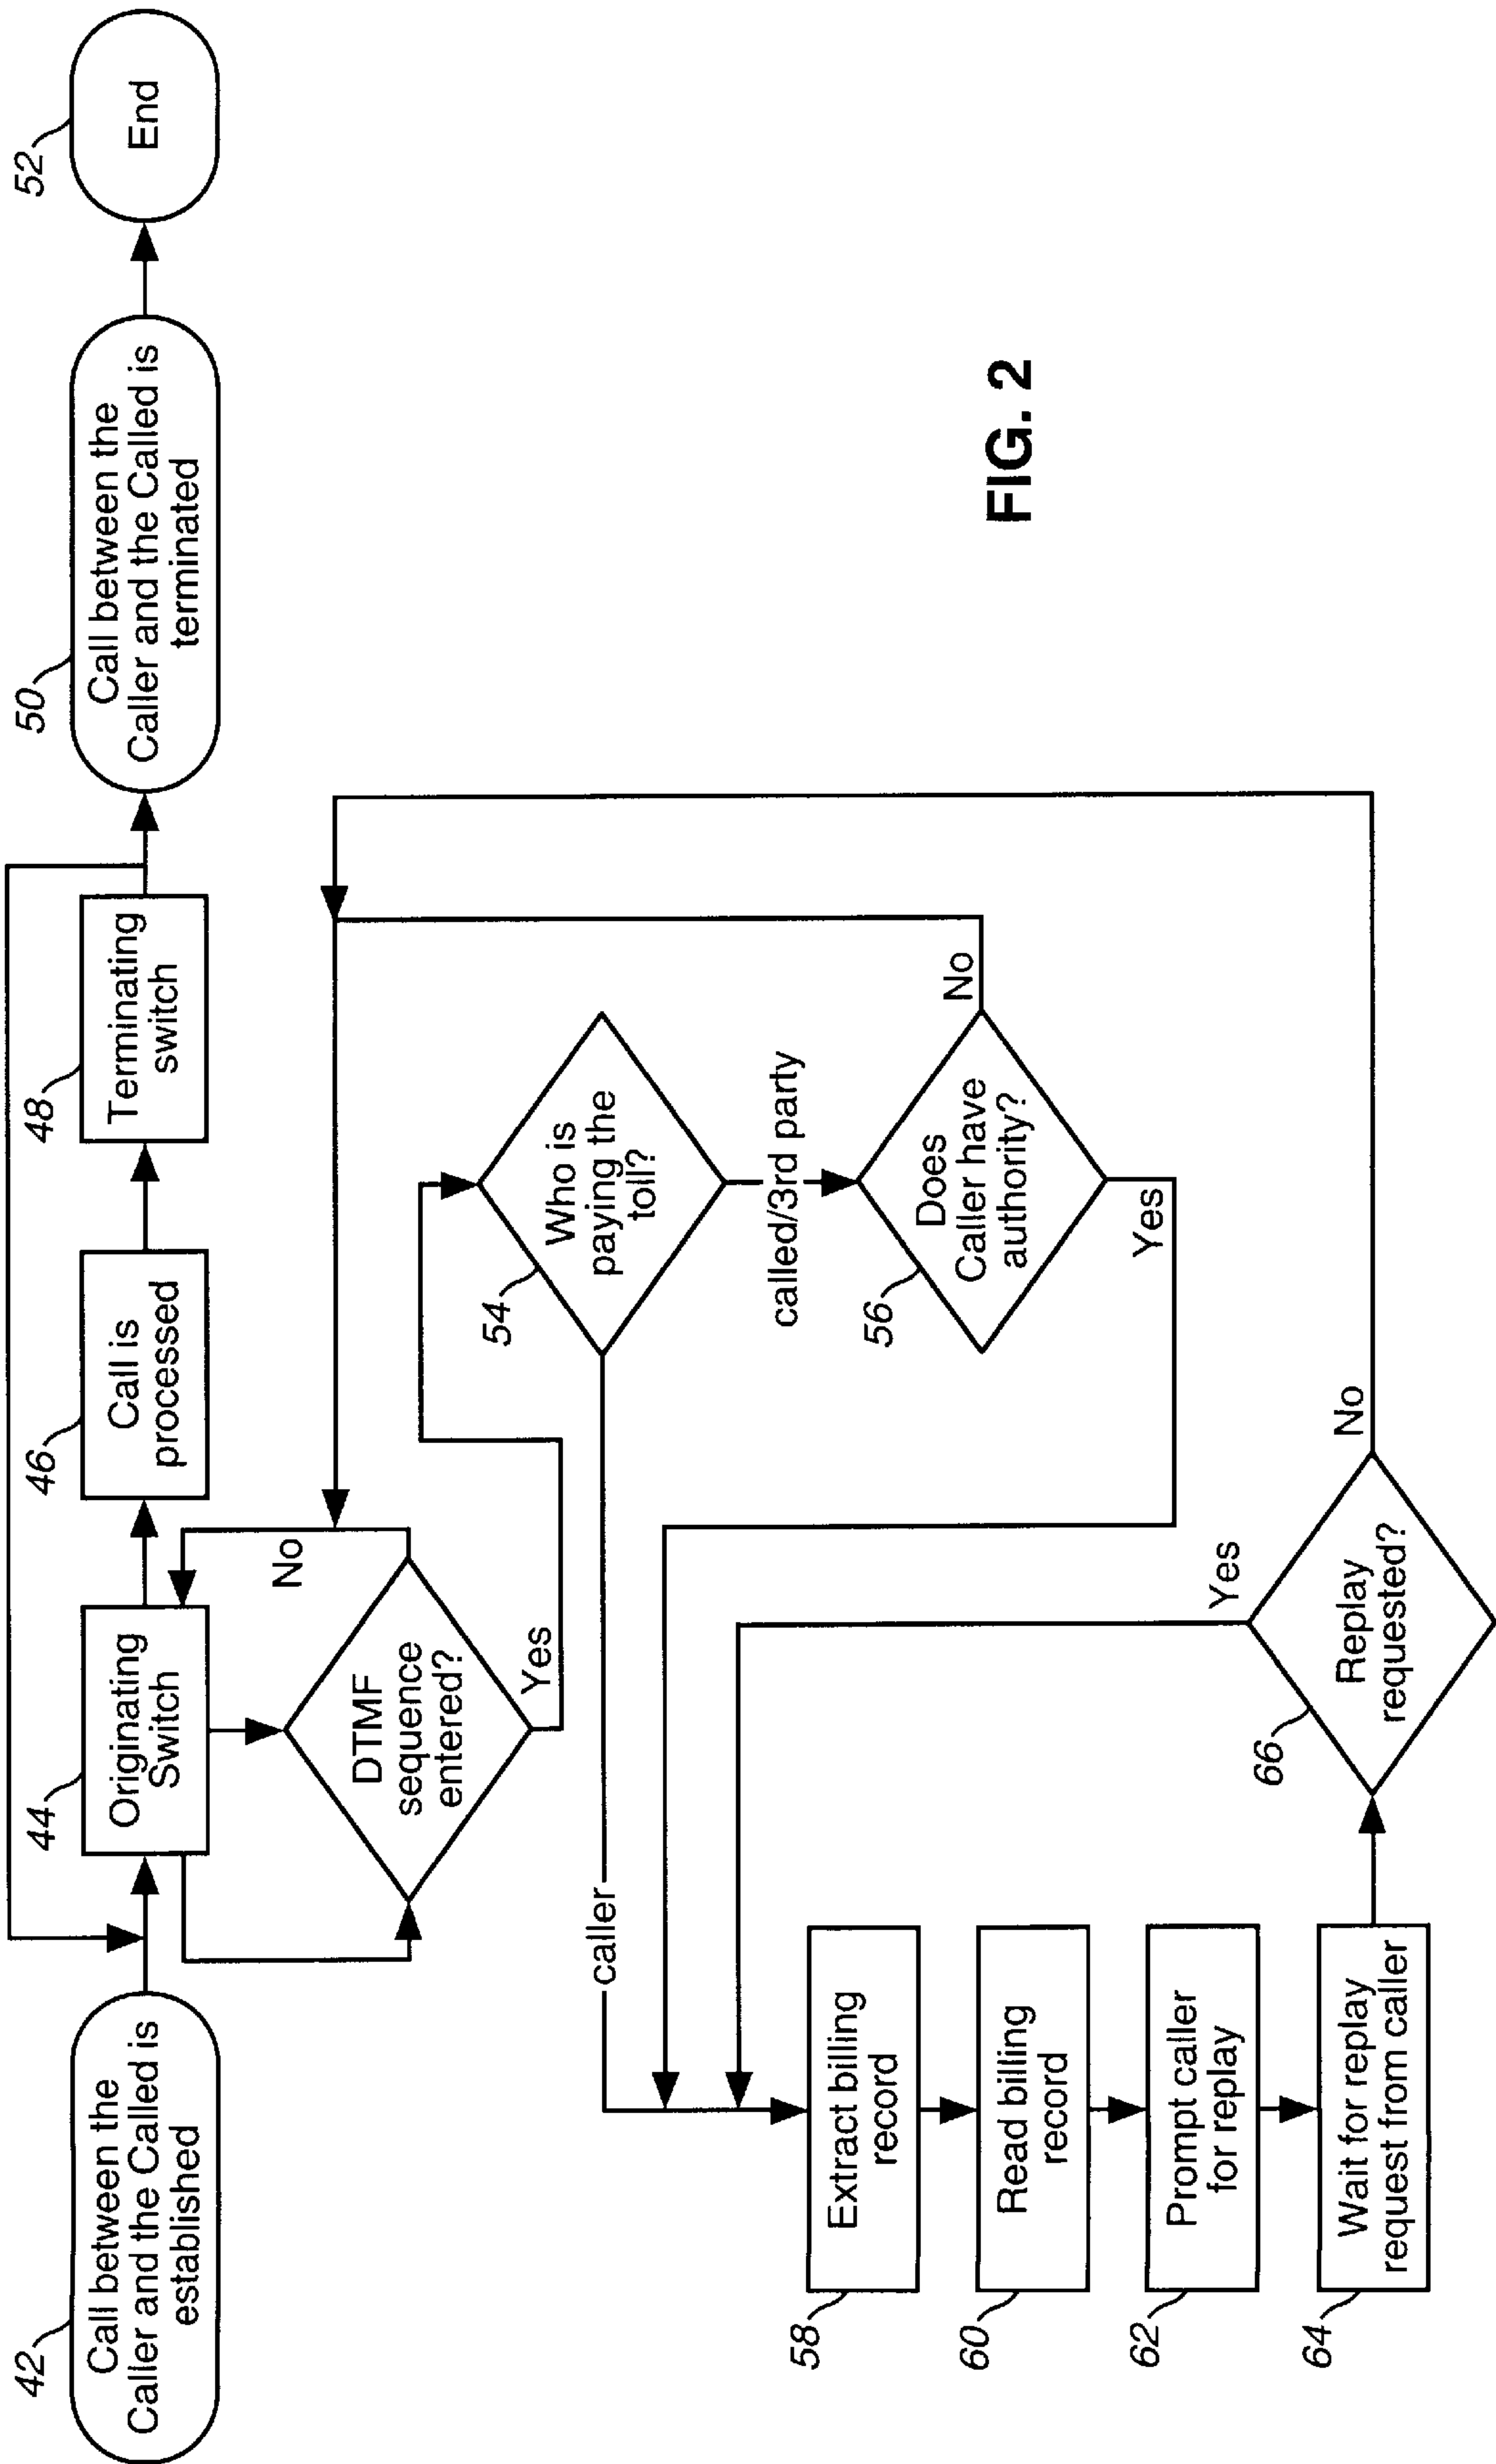 42
Call between the
Caller and the Called is
established
44
Originating
Switch
46
Call is
processed
48
Terminating
switch
50
Call between the
Caller and the Called is
terminated
52
End
DTMF
sequence
entered?
No
Yes
54
Who is
paying the
toll?
caller
called/3rd party
56
Does
Caller have
authority?
No
Yes
58
Extract billing
record
60
Read billing
record
62
Prompt caller
for replay
64
Wait for replay
request from caller
66
Replay
requested?
Yes
No
FIG. 2